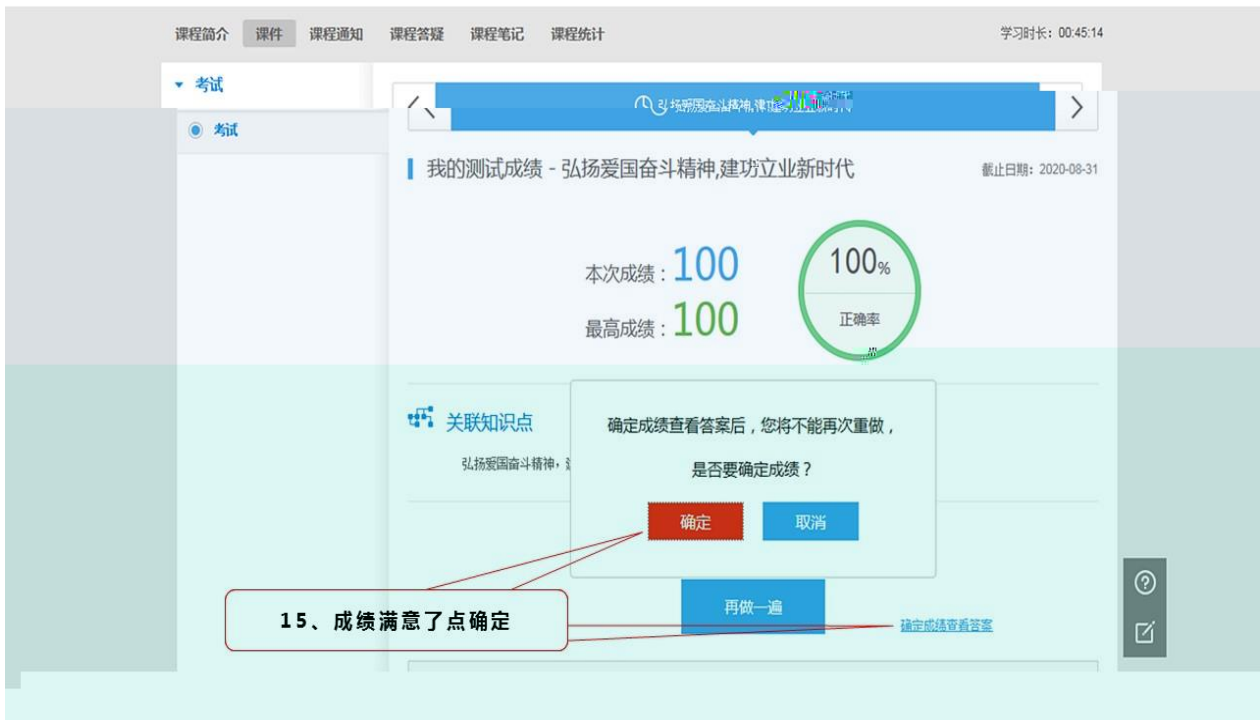 课程简介 课件 课程通知 课程答疑 课程笔记 课程统计 学习时长：00:45:14
考试
考试
我的测试成绩 - 弘扬爱国奋斗精神,建功立业新时代 截止日期：2020-08-31
本次成绩：100
最高成绩：100
100%
正确率
关联知识点
弘扬爱国奋斗精神，
确定成绩查看答案后，您将不能再次重做，
是否要确定成绩？
确定 取消
再做一遍
确定成绩查看答案
15、成绩满意了点确定